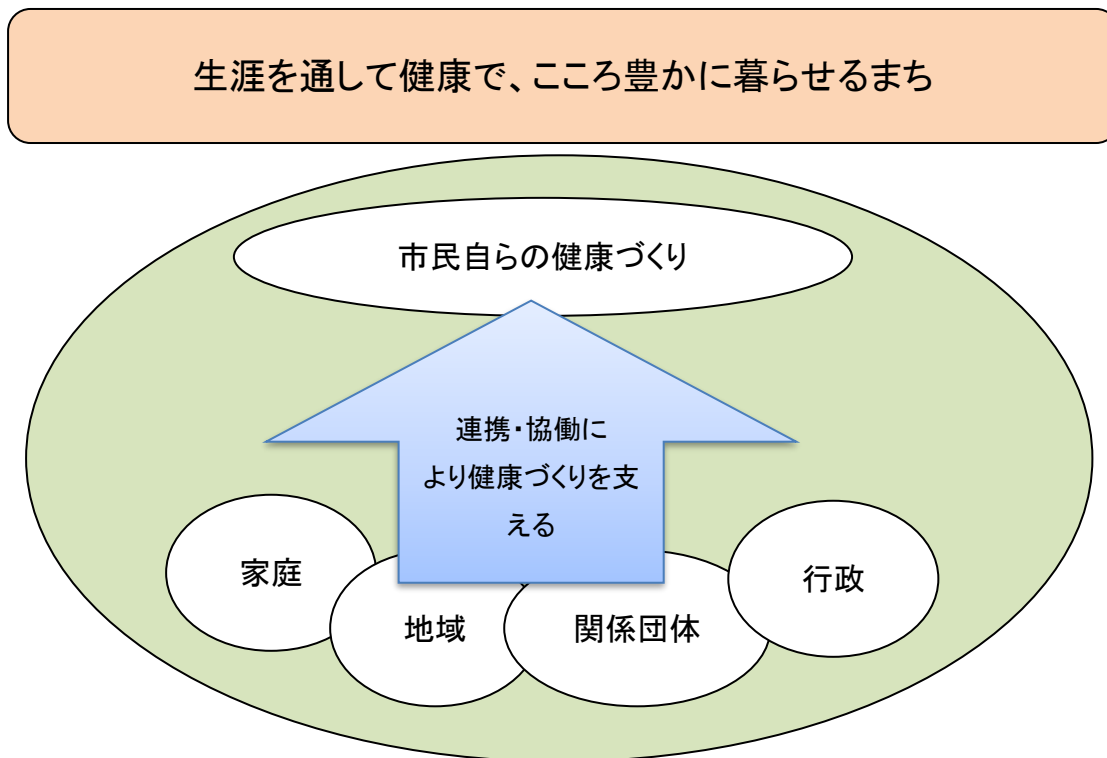 生涯を通して健康で、こころ豊かに暮らせるまち
市民自らの健康づくり
連携・協働に
より健康づくりを支
える
家庭
地域
関係団体
行政